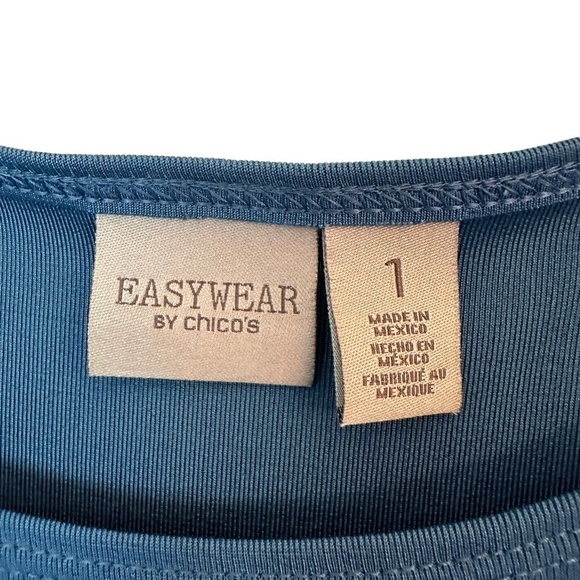 EASYWEAR
BY chico's
1
MADE IN
MEXICO
HECHO EN
MÉXICO
FABRIQUÉ AU
MEXIQUE